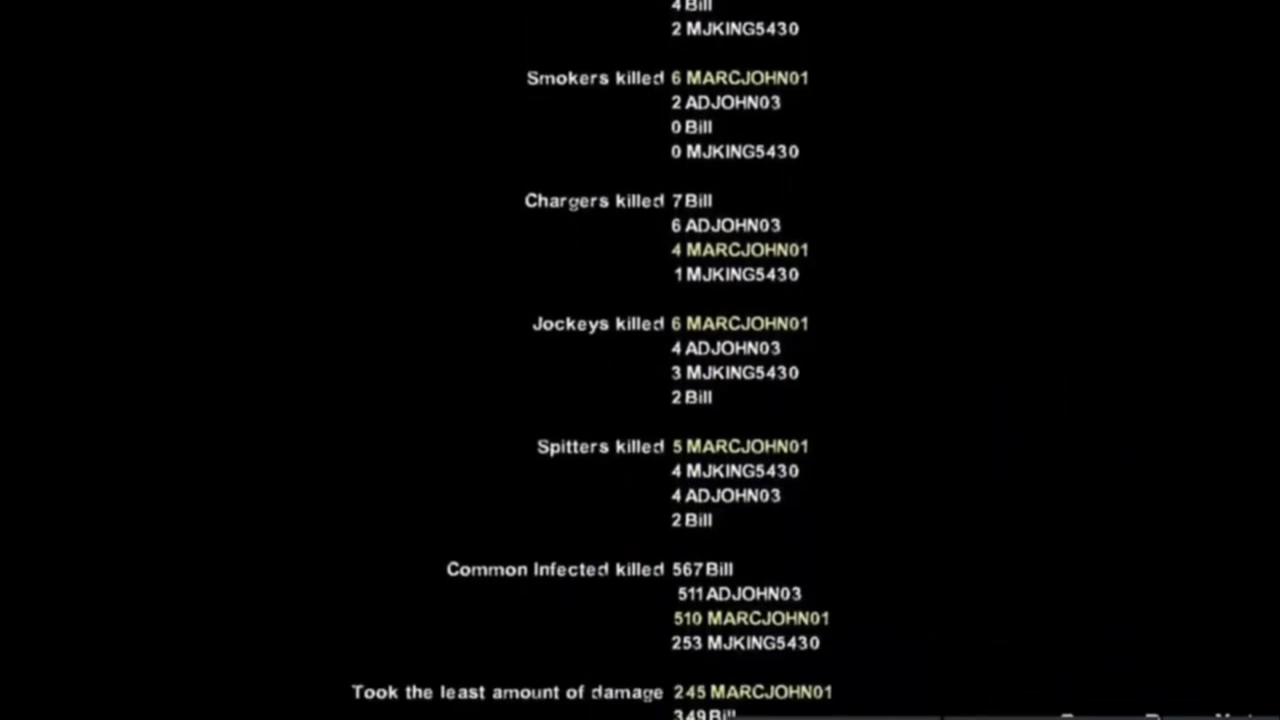 4 Bill
2 MJKING5430
Smokers killed 6 MARCJOHN01
2 ADJOHN03
0 Bill
0 MJKING5430
Chargers killed 7 Bill
6 ADJOHN03
4 MARCJOHN01
1 MJKING5430
Jockeys killed 6 MARCJOHN01
4 ADJOHN03
3 MJKING5430
2 Bill
Spitters killed 5 MARCJOHN01
4 MJKING5430
4 ADJOHN03
2 Bill
Common Infected killed 567 Bill
511 ADJOHN03
510 MARCJOHN01
253 MJKING5430
Took the least amount of damage 245 MARCJOHN01
349 Bill